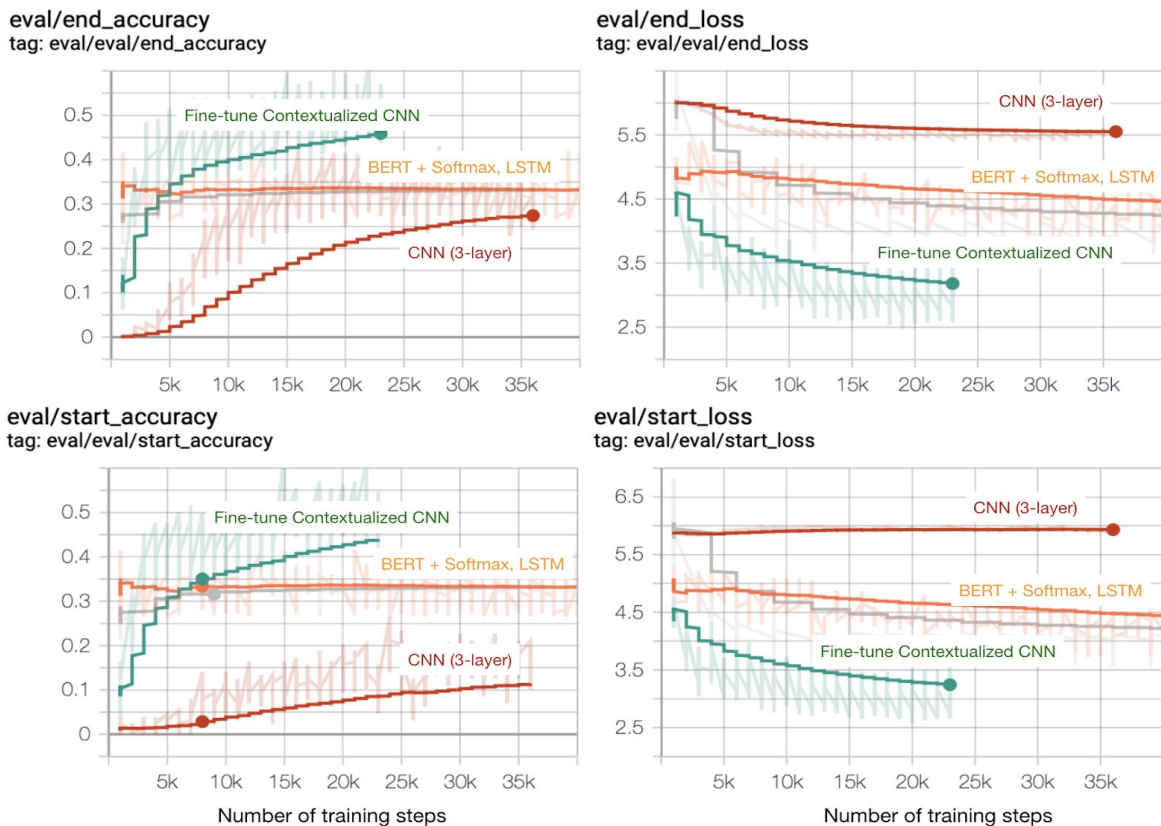 eval/end_accuracy
tag: eval/eval/end_accuracy
0.5
0.4
0.3
0.2
0.1
0
Fine-tune Contextualized CNN
BERT + Softmax, LSTM
CNN (3-layer)
5k 10k 15k 20k 25k 30k 35k
eval/end_loss
tag: eval/eval/end_loss
5.5
4.5
3.5
2.5
CNN (3-layer)
BERT + Softmax, LSTM
Fine-tune Contextualized CNN
5k 10k 15k 20k 25k 30k 35k
eval/start_accuracy
tag: eval/eval/start_accuracy
0.5
0.4
0.3
0.2
0.1
0
Fine-tune Contextualized CNN
BERT + Softmax, LSTM
CNN (3-layer)
5k 10k 15k 20k 25k 30k 35k
Number of training steps
eval/start_loss
tag: eval/eval/start_loss
6.5
5.5
4.5
3.5
2.5
CNN (3-layer)
BERT + Softmax, LSTM
Fine-tune Contextualized CNN
5k 10k 15k 20k 25k 30k 35k
Number of training steps